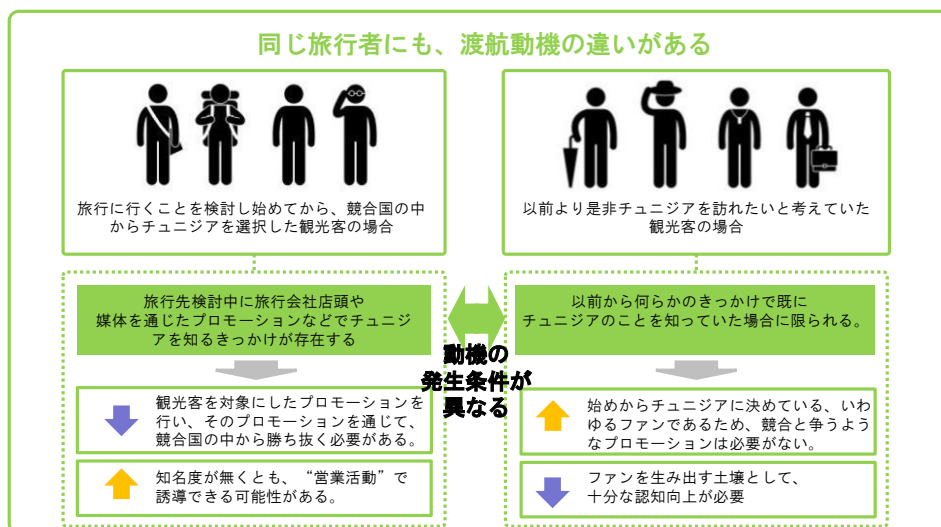 同じ旅行者にも、渡航動機の違いがある
旅行に行くことを検討し始めてから、競合国の中
からチュニジアを選択した観光客の場合
以前より是非チュニジアを訪れたいと考えていた
観光客の場合
旅行先検討中に旅行会社店頭や
媒体を通じたプロモーションなどでチュニジ
アを知るきっかけが存在する
動機の
発生条件が
異なる
以前から何らかのきっかけで既に
チュニジアのことを知っていた場合に限られる。
観光客を対象にしたプロモーションを
行い、そのプロモーションを通じて、
競合国の中から勝ち抜く必要がある。
知名度が無くとも、“営業活動”で
誘導できる可能性がある。
始めからチュニジアに決めている、いわ
ゆるファンであるため、競合と争うよう
なプロモーションは必要がない。
ファンを生み出す土壌として、
十分な認知向上が必要